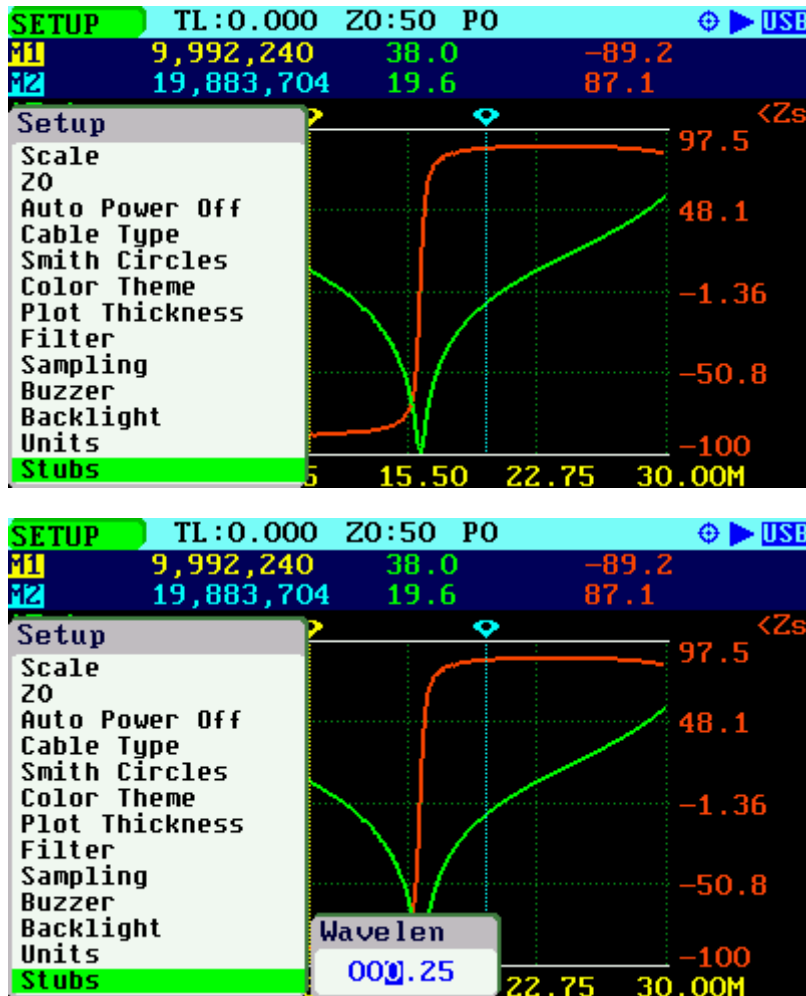 SETUP TL:0.000 Z0:50 P0 USB
M1 9,992,240 38.0 -89.2
M2 19,883,704 19.6 87.1
<Zs
Setup
Scale
Z0
Auto Power Off
Cable Type
Smith Circles
Color Theme
Plot Thickness
Filter
Sampling
Buzzer
Backlight
Units
Stubs
97.5
48.1
-1.36
-50.8
-100
15.50 22.75 30.00M
SETUP TL:0.000 Z0:50 P0 USB
M1 9,992,240 38.0 -89.2
M2 19,883,704 19.6 87.1
<Zs
Setup
Scale
Z0
Auto Power Off
Cable Type
Smith Circles
Color Theme
Plot Thickness
Filter
Sampling
Buzzer
Backlight
Units
Stubs
97.5
48.1
-1.36
-50.8
-100
Wavelen
000.25
22.75 30.00M